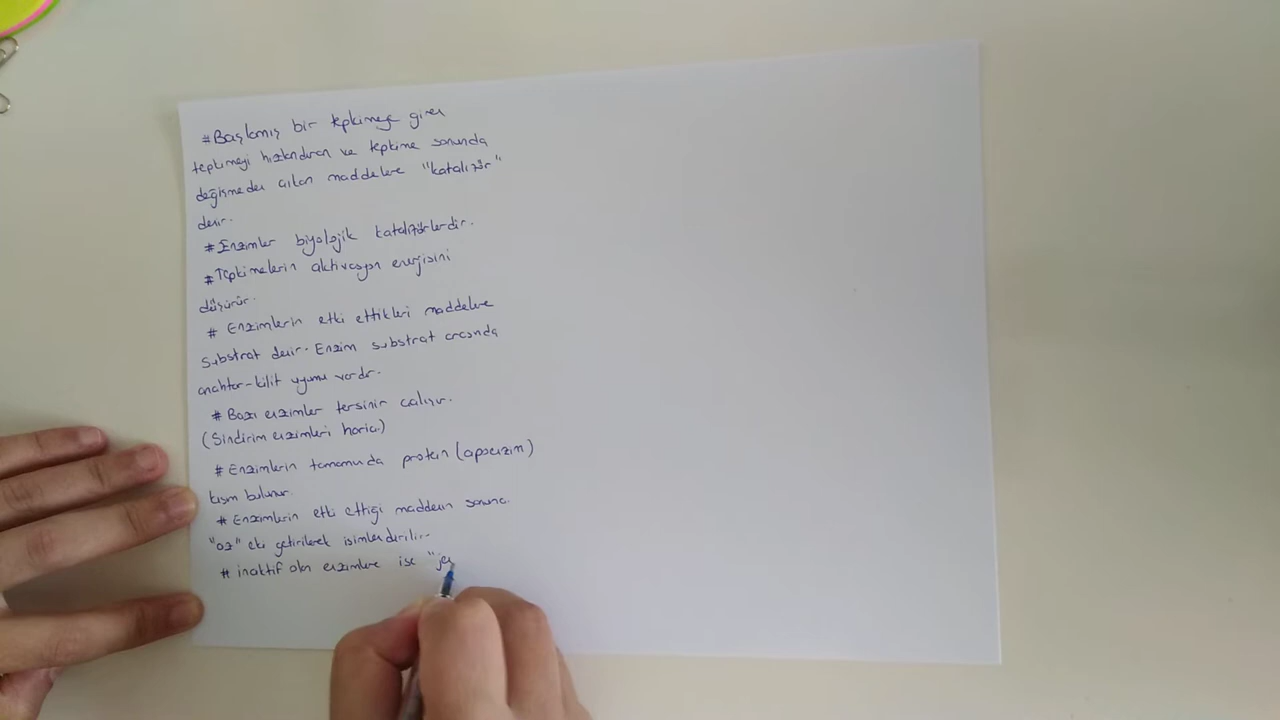 #Başlamış bir tepkimeye giren
tepkimeyi hızlandıran ve tepkime sonunda
değişmeden çıkan maddelere "katalizör"
denir.
#Enzimler biyolojik katalizörlerdir.
#Tepkimelerin aktivasyon enerjisini
düşürür.
# Enzimlerin etki ettikleri maddelere
Substrat denir. Enzim substrat arasında
anahtar-kilit uyumu vardır.
# Bazı enzimler tersinir çalışır.
(Sindirim enzimleri harici)
# Enzimlerin tamamında protein (apoenzim)
kısm bulunur.
# Enzimlerin etki ettiği maddenin sonuna
"az" eki getirilerek isimlendirilir.
# inaktif olan enzimlere ise "jen